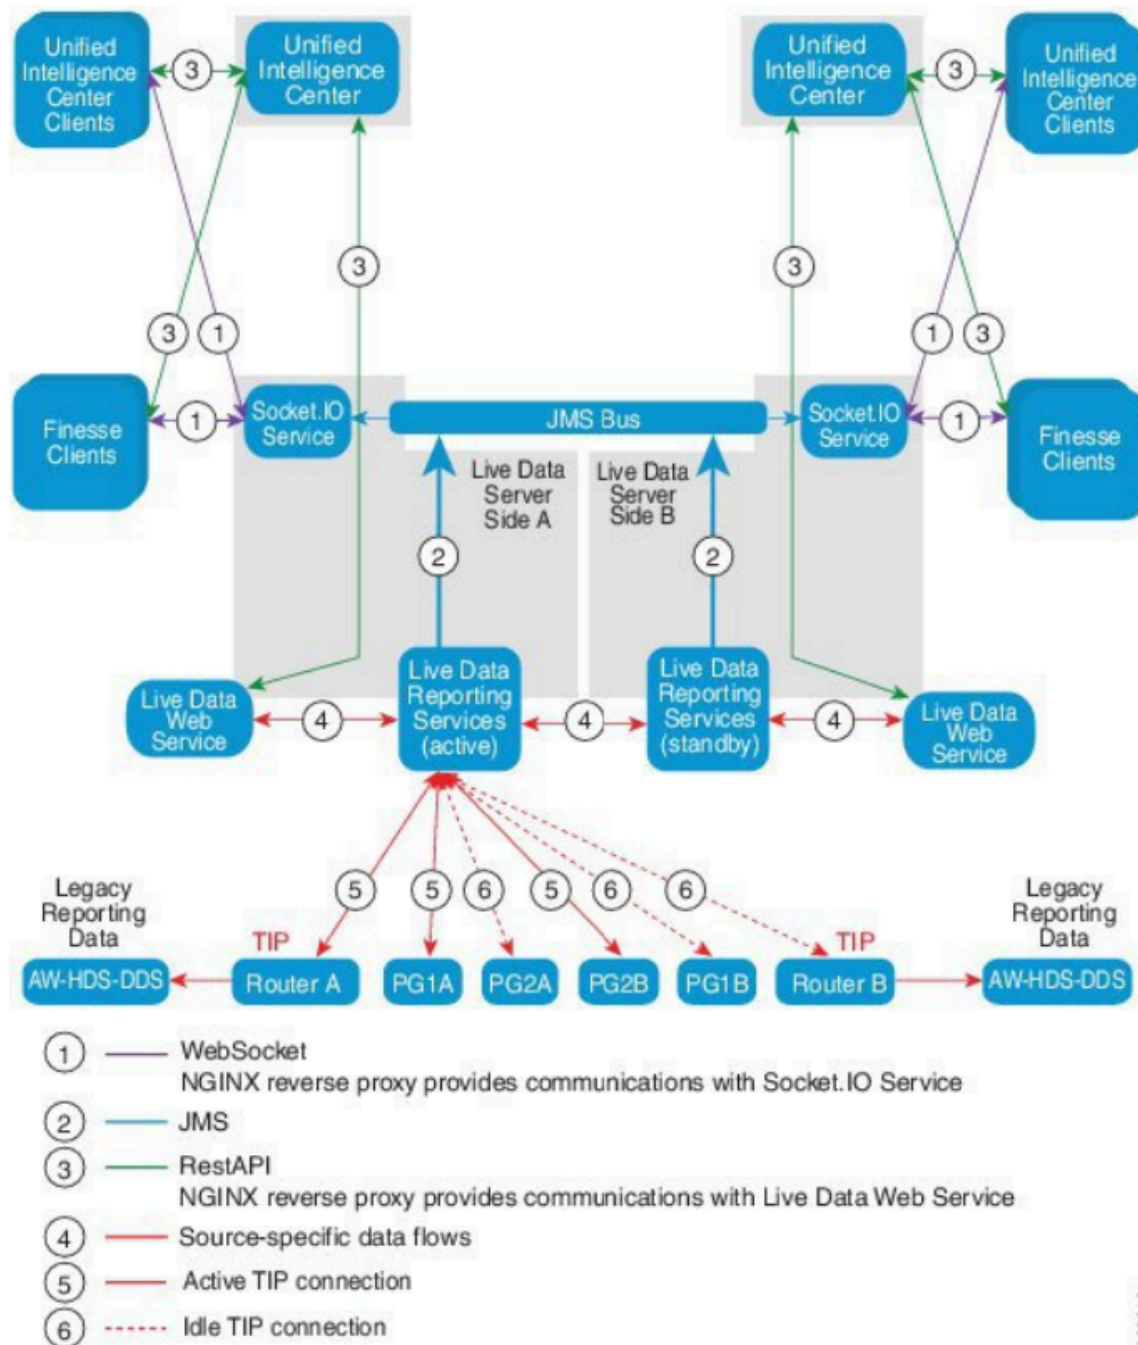 Unified
Intelligence
Center
Clients
3
Unified
Intelligence
Center
Unified
Intelligence
Center
3
Unified
Intelligence
Center
Clients
3
3
3
1
1
3
Finesse
Clients
1
Socket.IO
Service
JMS Bus
Socket.IO
Service
1
Finesse
Clients
Live Data
Server
Side A
Live Data
Server
Side B
2
2
Live Data
Web
Service
4
Live Data
Reporting
Services
(active)
4
Live Data
Reporting
Services
(standby)
4
Live Data
Web
Service
5
5
6
5
6
6
Legacy
Reporting
Data
TIP
TIP
Legacy
Reporting
Data
AW-HDS-DDS
Router A
PG1A
PG2A
PG2B
PG1B
Router B
AW-HDS-DDS
1 WebSocket
NGINX reverse proxy provides communications with Socket.IO Service
2 JMS
3 RestAPI
NGINX reverse proxy provides communications with Live Data Web Service
4 Source-specific data flows
5 Active TIP connection
6 Idle TIP connection